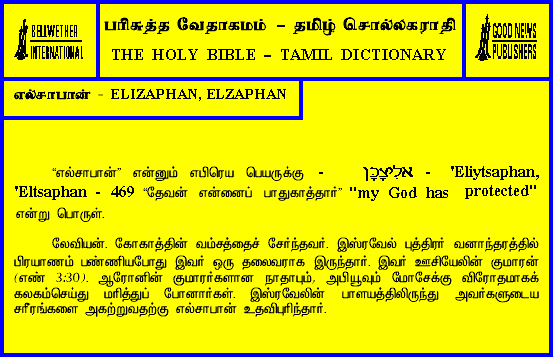 BELLWETHER
INTERNATIONAL
பரிசுத்த வேதாகமம் – தமிழ் சொல்லகராதி
THE HOLY BIBLE – TAMIL DICTIONARY
GOOD NEWS
PUBLISHERS
எல்சாபான் - ELIZAPHAN, ELZAPHAN
“எல்சாபான்” என்னும் எபிரெய பெயருக்கு - אליצפן - 'Eliytsaphan,
'Eltsaphan - 469 “தேவன் என்னைப் பாதுகாத்தார்” "my God has protected"
என்று பொருள்.
லேவியன். கோகாத்தின் வம்சத்தைச் சேர்ந்தவர். இஸ்ரவேல் புத்திரர் வனாந்தரத்தில்
பிரயாணம் பண்ணியபோது இவர் ஒரு தலைவராக இருந்தார். இவர் ஊசியேலின் குமாரன்
(எண் 3:30). ஆரோனின் குமாரர்களான நாதாபும், அபியூவும் மோசேக்கு விரோதமாகக்
கலகம்செய்து மரித்துப் போனார்கள். இஸ்ரவேலின் பாளயத்திலிருந்து அவர்களுடைய
சரீரங்களை அகற்றுவதற்கு எல்சாபான் உதவிபுரிந்தார்.